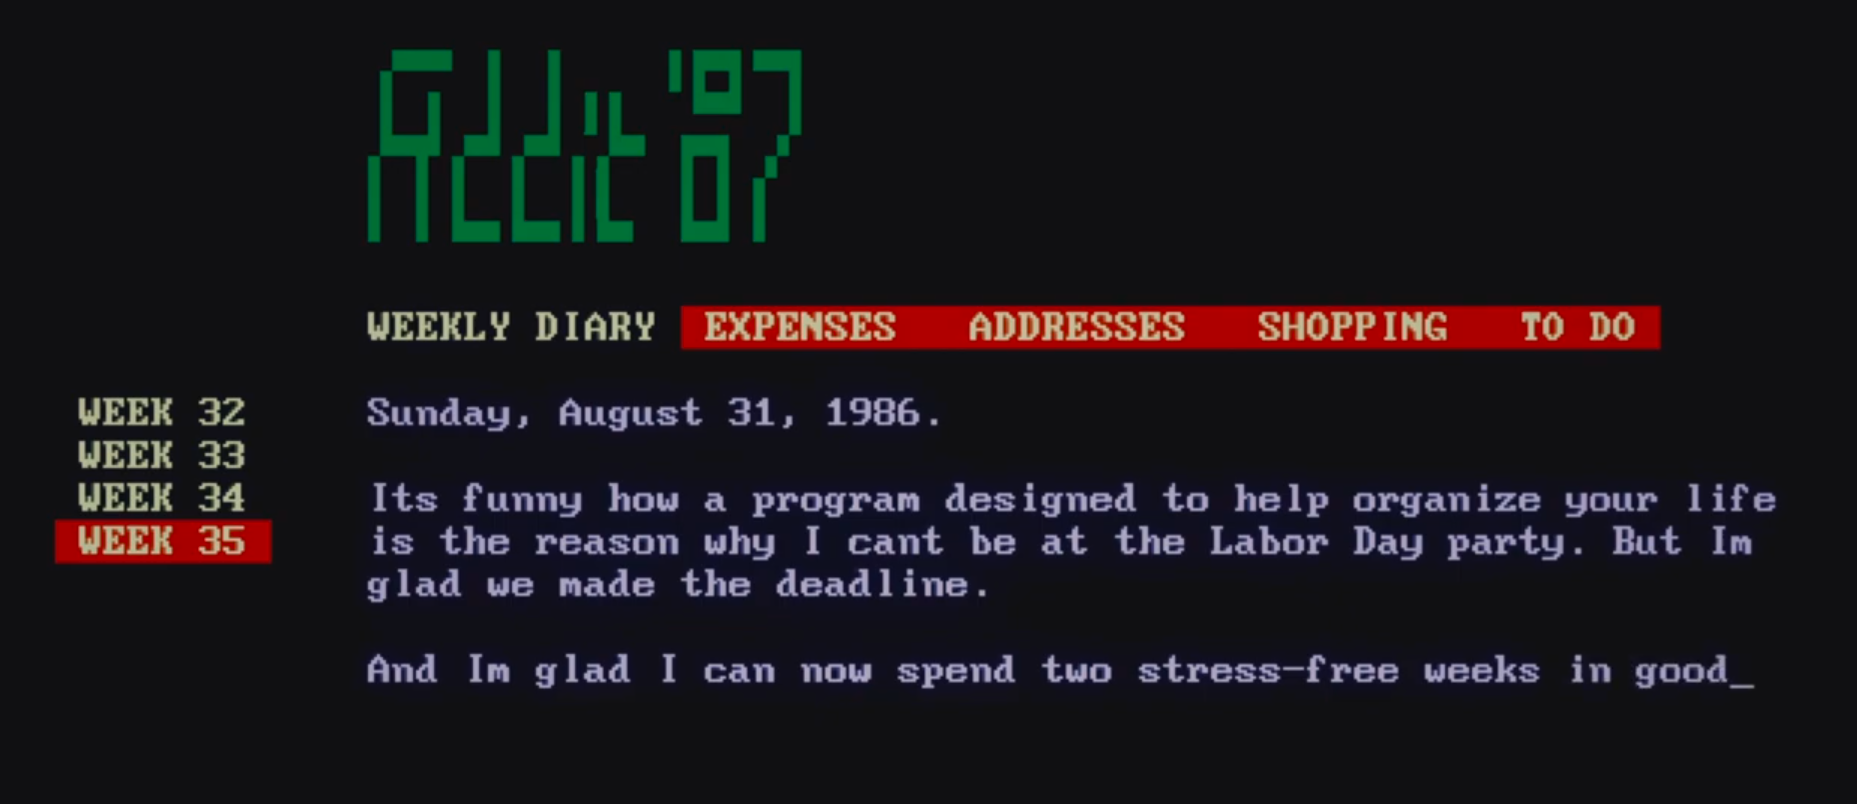 Addit '87
WEEKLY DIARY EXPENSES ADDRESSES SHOPPING TO DO
WEEK 32
WEEK 33
WEEK 34
WEEK 35
Sunday, August 31, 1986.
Its funny how a program designed to help organize your life
is the reason why I cant be at the Labor Day party. But Im
glad we made the deadline.
And Im glad I can now spend two stress-free weeks in good_